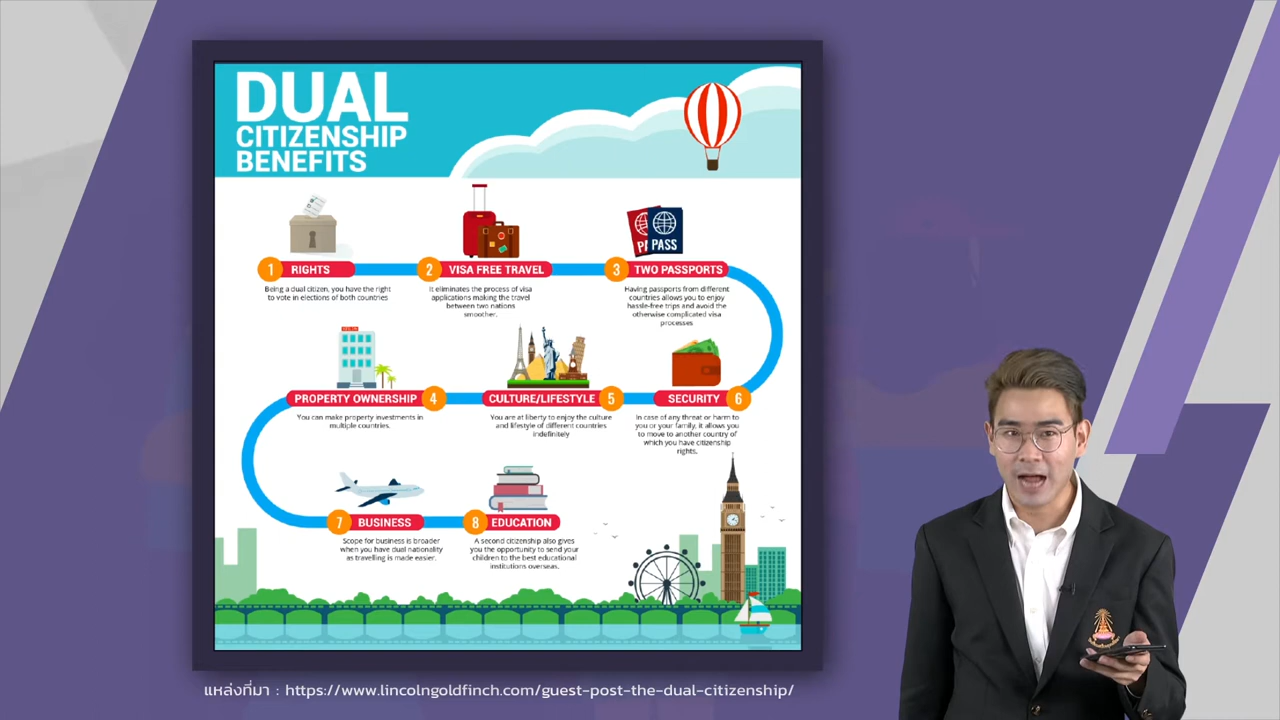 DUAL
CITIZENSHIP
BENEFITS
1 RIGHTS
Being a dual citizen, you have the right
to vote in elections of both countries
2 VISA FREE TRAVEL
It eliminates the process of visa
applications making the travel
between two nations
smoother.
PASS
3 TWO PASSPORTS
Having passports from different
countries allows you to enjoy
hassle-free trips and avoid the
otherwise complicated visa
processes
PROPERTY OWNERSHIP 4
You can make property investments in
multiple countries.
CULTURE/LIFESTYLE 5
You are at liberty to enjoy the culture
and lifestyle of different countries
indefinitely
SECURITY 6
In case of any threat or harm to
you or your family, it allows you
to move to another country of
which you have citizenship
rights.
7 BUSINESS
Scope for business is broader
when you have dual nationality
as travelling is made easier.
8 EDUCATION
A second citizenship also gives
you the opportunity to send your
children to the best educational
institutions overseas.
แหล่งที่มา : https://www.lincolngoldfinch.com/guest-post-the-dual-citizenship/